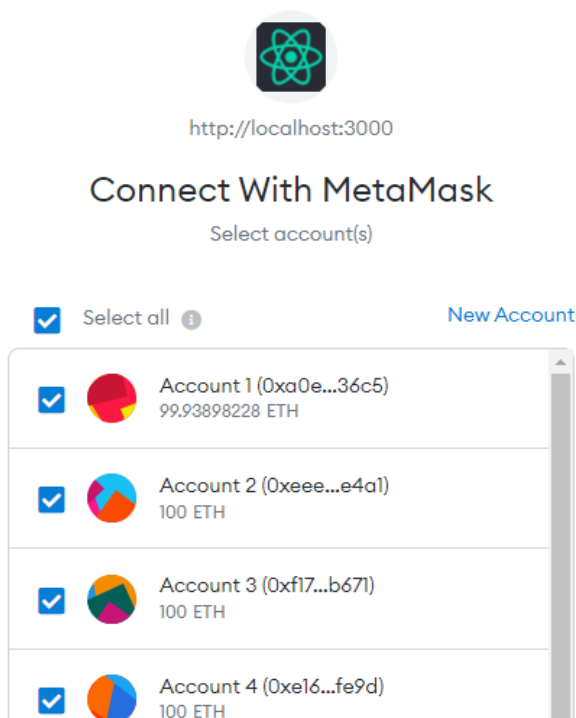 http://localhost:3000
Connect With MetaMask
Select account(s)
Select all
New Account
Account 1 (0xa0e...36c5)
99.93898228 ETH
Account 2 (0xeee...e4a1)
100 ETH
Account 3 (0xf17...b671)
100 ETH
Account 4 (0xe16...fe9d)
100 ETH